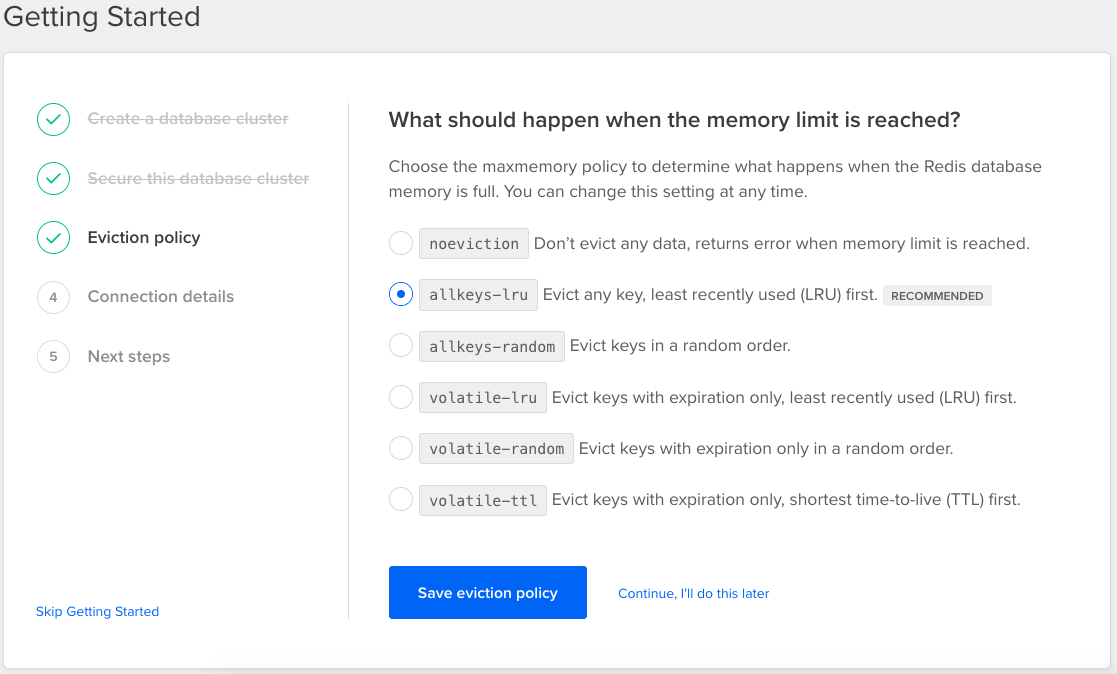 Getting Started
Create a database cluster
Secure this database cluster
Eviction policy
4 Connection details
5 Next steps
Skip Getting Started
What should happen when the memory limit is reached?
Choose the maxmemory policy to determine what happens when the Redis database
memory is full. You can change this setting at any time.
noeviction Don’t evict any data, returns error when memory limit is reached.
allkeys-lru Evict any key, least recently used (LRU) first. RECOMMENDED
allkeys-random Evict keys in a random order.
volatile-lru Evict keys with expiration only, least recently used (LRU) first.
volatile-random Evict keys with expiration only in a random order.
volatile-ttl Evict keys with expiration only, shortest time-to-live (TTL) first.
Save eviction policy Continue, I'll do this later